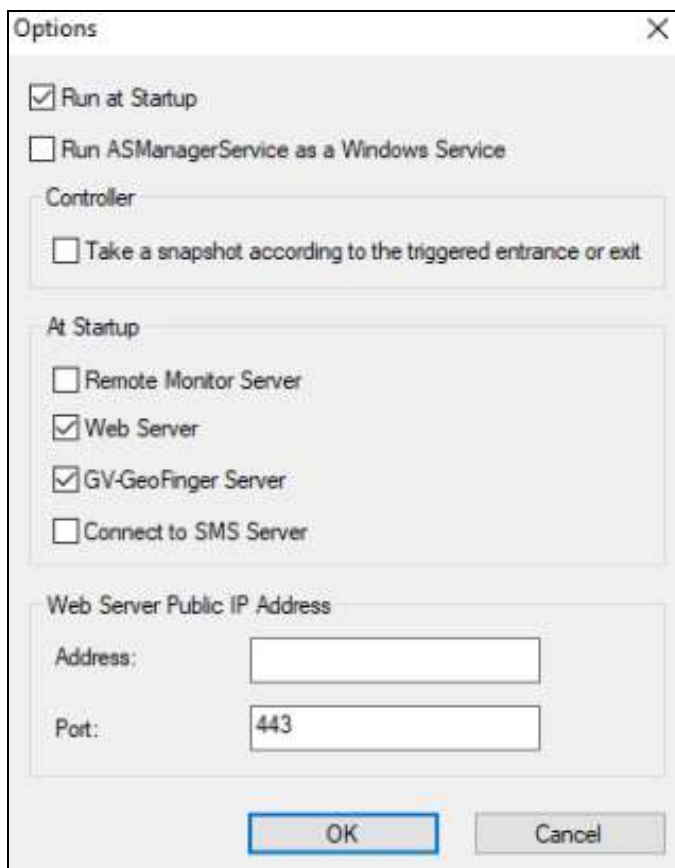 Options
Run at Startup
Run ASManagerService as a Windows Service
Controller
Take a snapshot according to the triggered entrance or exit
At Startup
Remote Monitor Server
Web Server
GV-GeoFinger Server
Connect to SMS Server
Web Server Public IP Address
Address:
Port: 443
OK Cancel